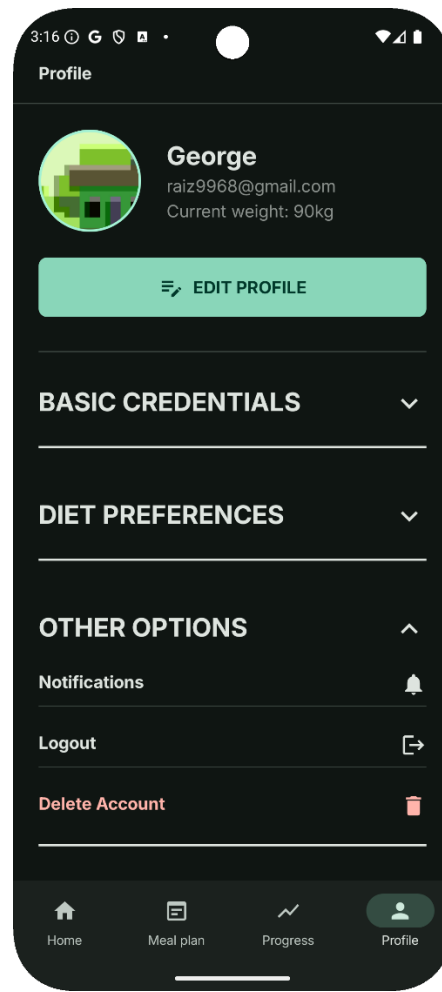 3:16
Profile
George
raiz9968@gmail.com
Current weight: 90kg
EDIT PROFILE
BASIC CREDENTIALS
DIET PREFERENCES
OTHER OPTIONS
Notifications
Logout
Delete Account
Home
Meal plan
Progress
Profile